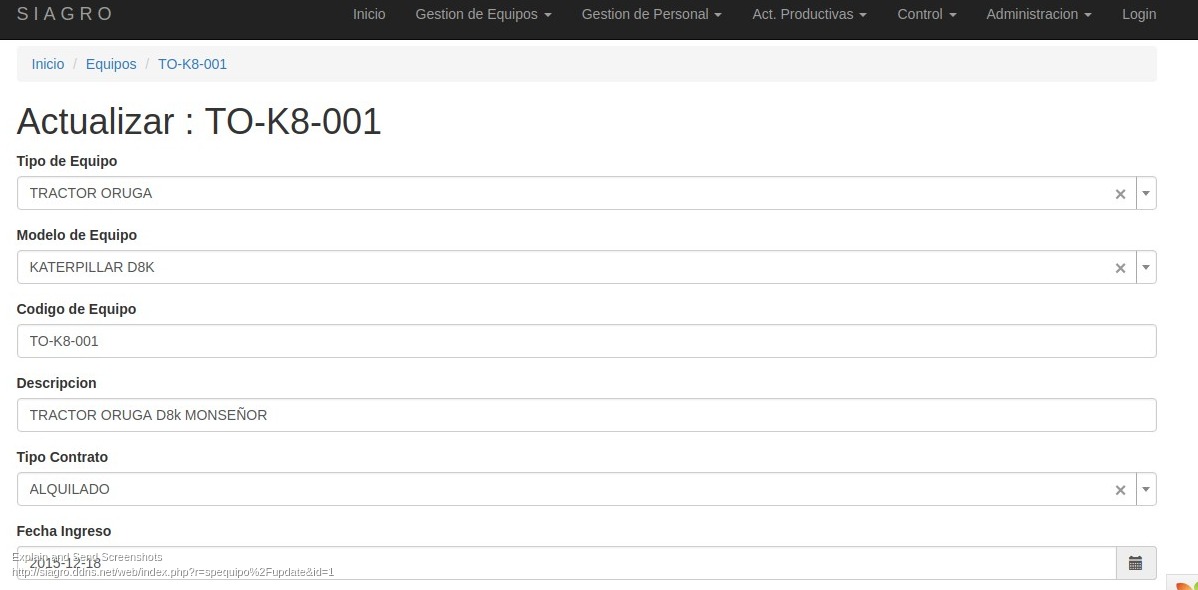 SIAGRO Inicio Gestion de Equipos Gestion de Personal Act. Productivas Control Administracion Login
Inicio / Equipos / TO-K8-001
Actualizar : TO-K8-001
Tipo de Equipo
TRACTOR ORUGA ×
Modelo de Equipo
KATERPILLAR D8K ×
Codigo de Equipo
TO-K8-001
Descripcion
TRACTOR ORUGA D8k MONSEÑOR
Tipo Contrato
ALQUILADO ×
Fecha Ingreso
Explain and Send Screenshots
2015-12-18
http://siagro.ddns.net/web/index.php?r=spequipo%2Fupdate&id=1